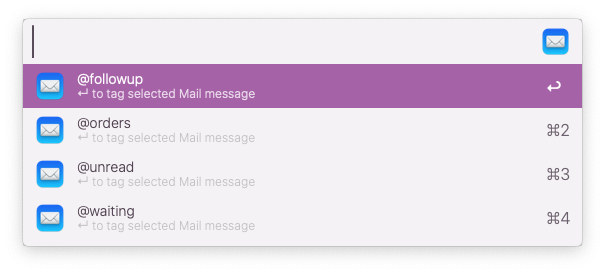 @followup
↩ to tag selected Mail message
↩
@orders
↩ to tag selected Mail message
⌘2
@unread
↩ to tag selected Mail message
⌘3
@waiting
↩ to tag selected Mail message
⌘4